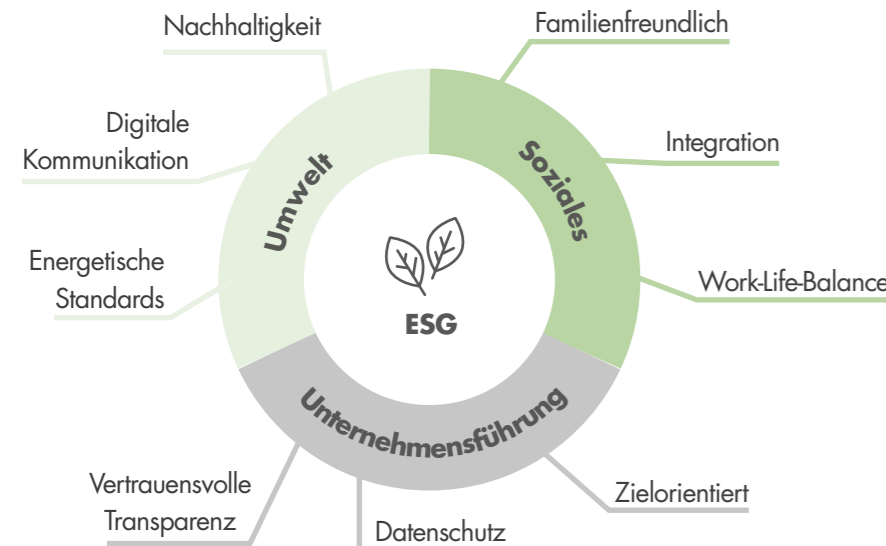 Nachhaltigkeit
Familienfreundlich
Digitale
Kommunikation
Integration
Umwelt
Soziales
Energetische
Standards
Work-Life-Balance
ESG
Unternehmensführung
Vertrauensvolle
Transparenz
Datenschutz
Zielorientiert